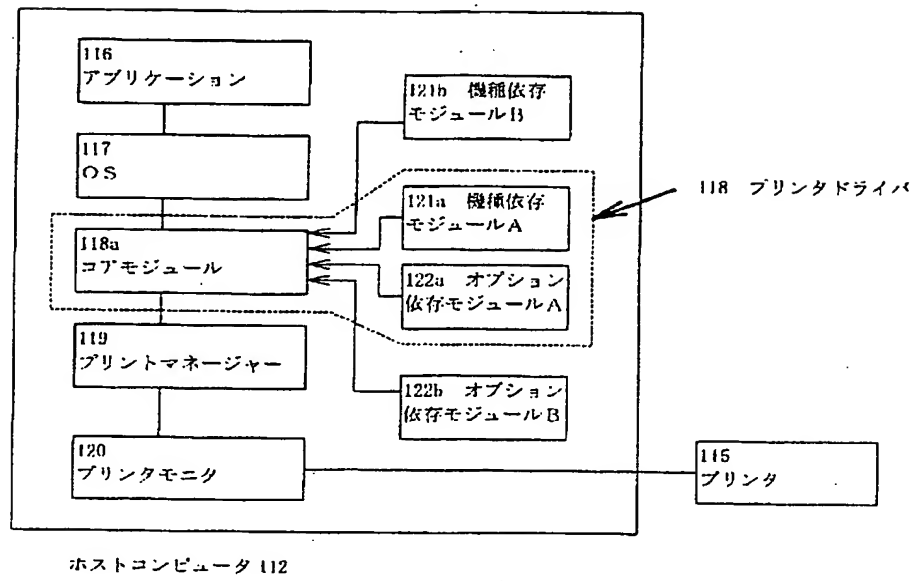 116
アプリケーション
117
OS
118a
コアモジュール
119
プリントマネージャー
120
プリンタモニタ
121b 機種依存
モジュールB
121a 機種依存
モジュールA
122a オプション
依存モジュールA
122b オプション
依存モジュールB
118 プリンタドライバ
115
プリンタ
ホストコンピュータ 112